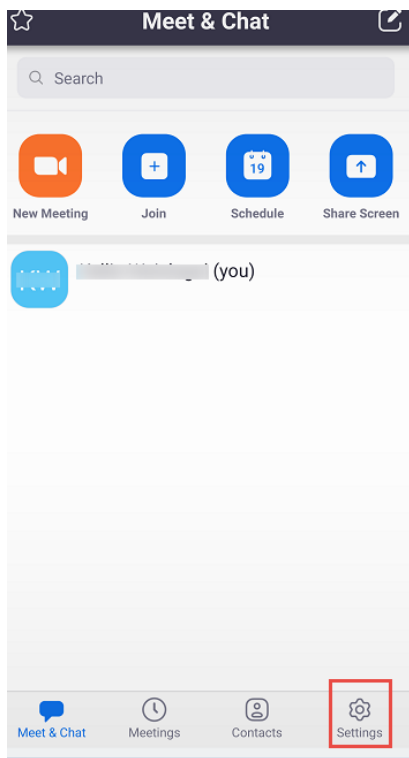 Meet & Chat
Search
19
New Meeting
Join
Schedule
Share Screen
(you)
Meet & Chat
Meetings
Contacts
Settings